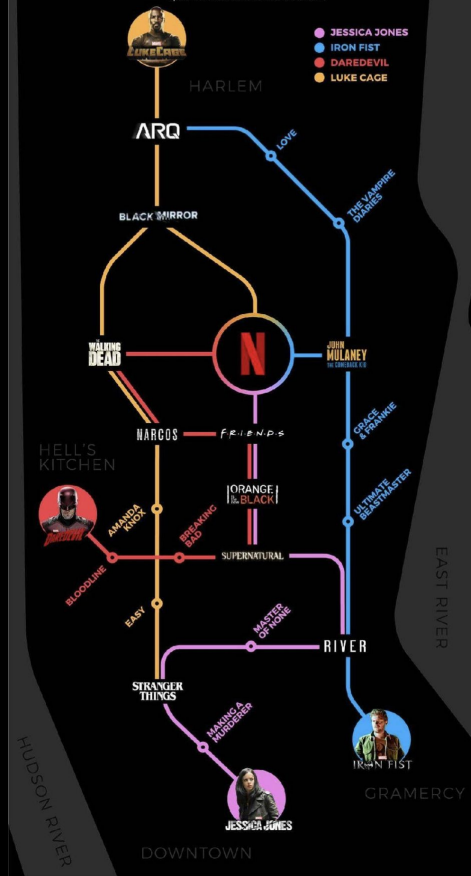 JESSICA JONES
IRON FIST
DAREDEVIL
LUKE CAGE
LUKE CAGE
HARLEM
ARQ
LOVE
THE VAMPIRE
DIARIES
BLACK MIRROR
THE
WALKING
DEAD
N
JOHN
MULANEY
THE COMEBACK KID
NARCOS
F·R·I·E·N·D·S
GRACE
& FRANKIE
HELL'S
KITCHEN
ORANGE
IS THE NEW
BLACK
ULTIMATE
BEASTMASTER
AMANDA
KNOX
BREAKING
BAD
DAREDEVIL
BLOODLINE
SUPERNATURAL
EAST RIVER
EASY
MASTER
OF NONE
RIVER
STRANGER
THINGS
MAKING A
MURDERER
IRON FIST
HUDSON RIVER
GRAMERCY
JESSICA JONES
DOWNTOWN